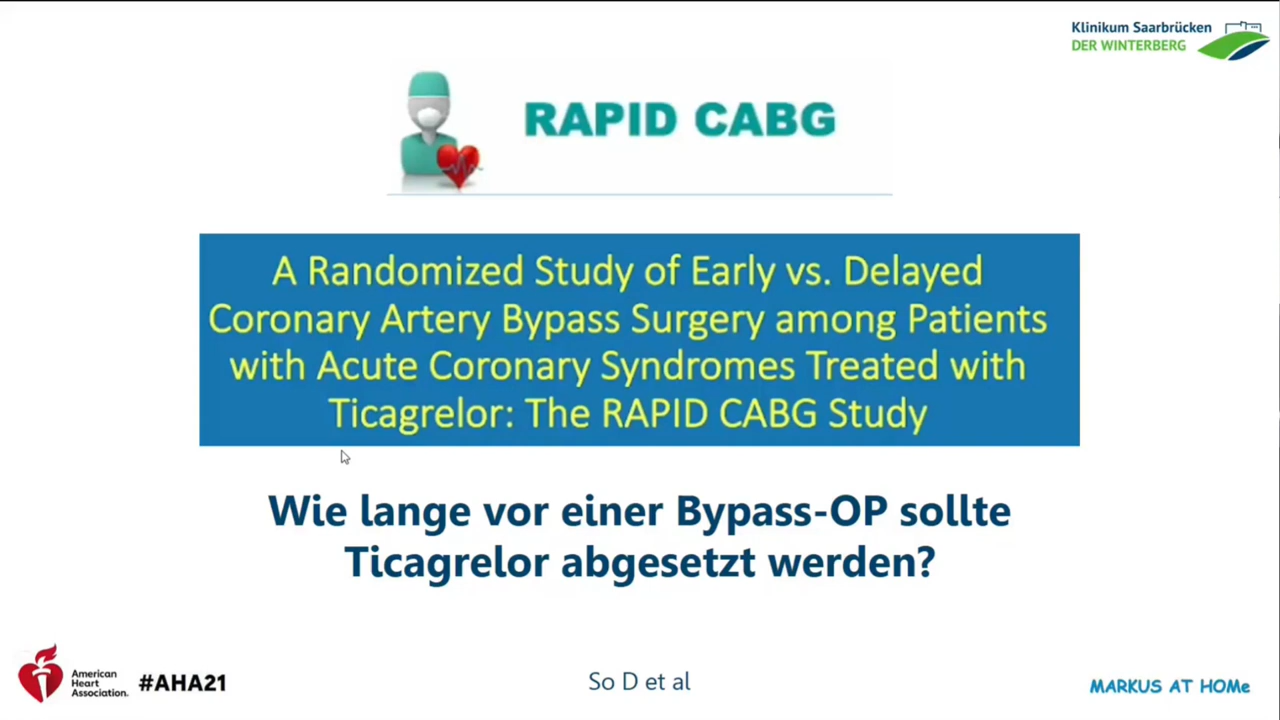 Klinikum Saarbrücken
DER WINTERBERG
RAPID CABG
A Randomized Study of Early vs. Delayed
Coronary Artery Bypass Surgery among Patients
with Acute Coronary Syndromes Treated with
Ticagrelor: The RAPID CABG Study
Wie lange vor einer Bypass-OP sollte
Ticagrelor abgesetzt werden?
American
Heart
Association.
#AHA21
So D et al
MARKUS AT HOMe